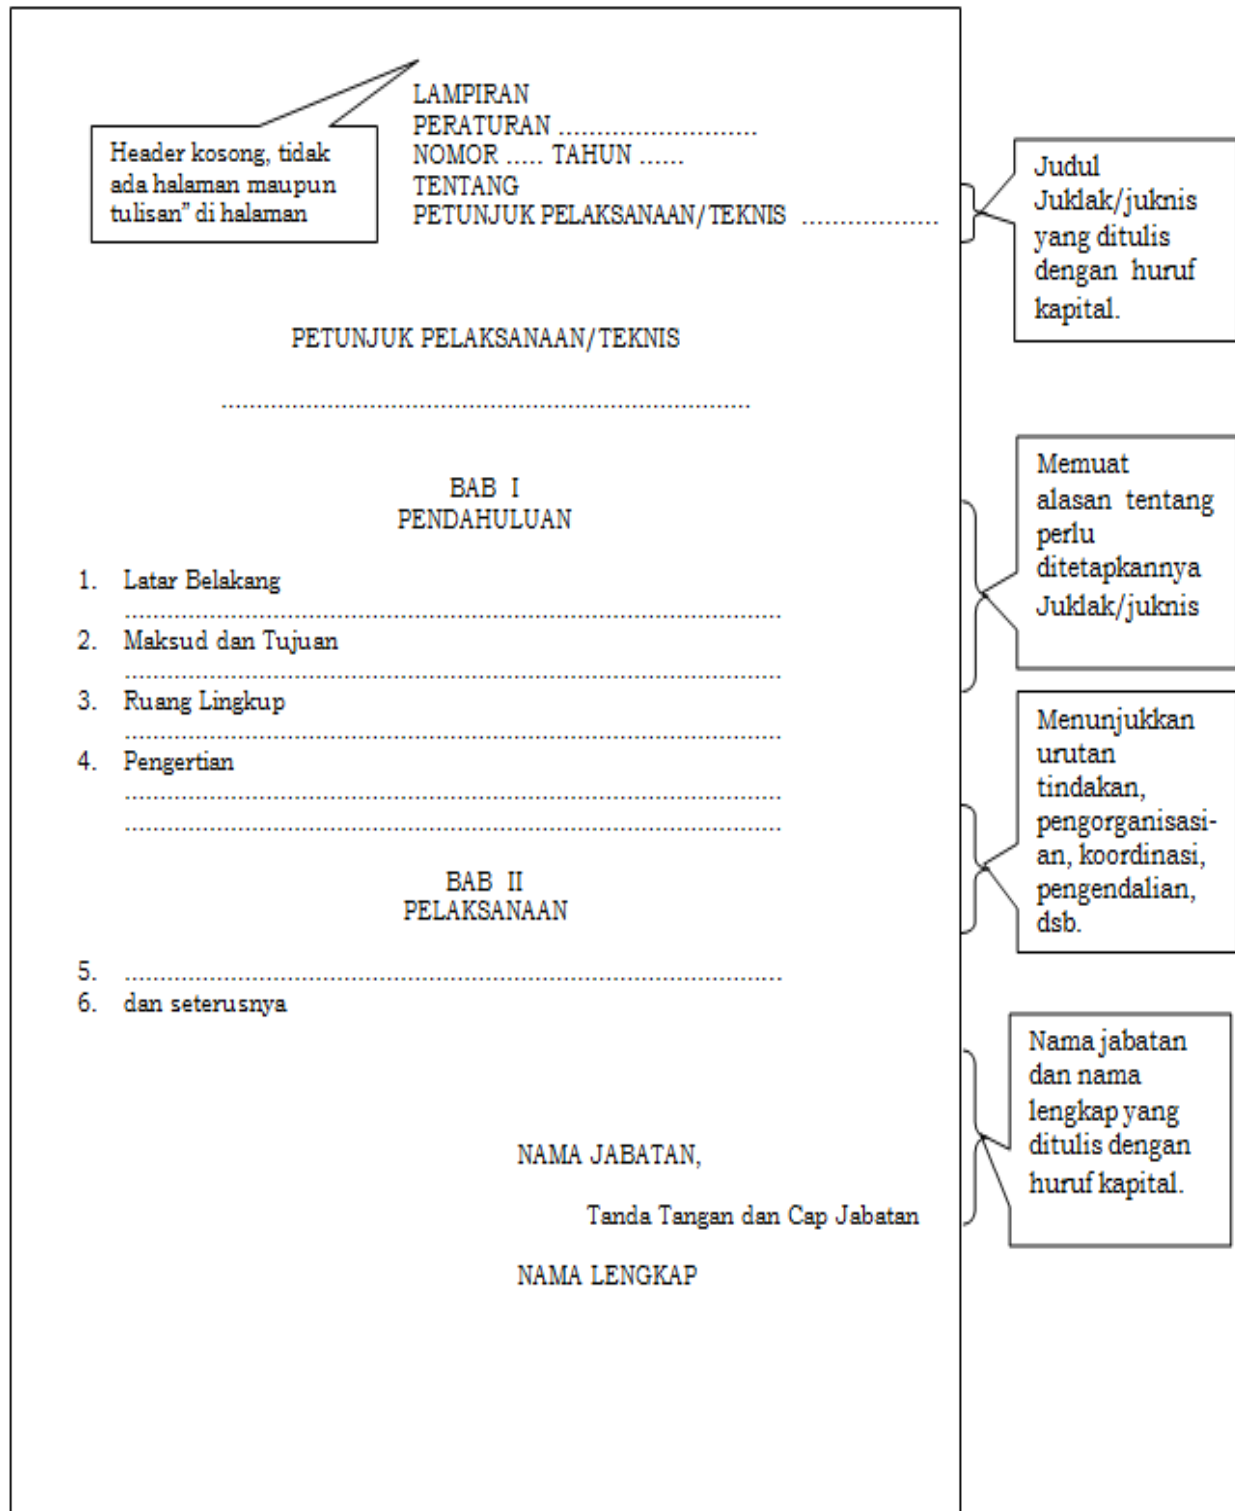 LAMPIRAN
PERATURAN ..........................
NOMOR ..... TAHUN ......
TENTANG
PETUNJUK PELAKSANAAN/TEKNIS ..................
Header kosong, tidak
ada halaman maupun
tulisan” di halaman
Judul
Juklak/juknis
yang ditulis
dengan huruf
kapital.
PETUNJUK PELAKSANAAN/TEKNIS
...........................................................................
BAB I
PENDAHULUAN
1. Latar Belakang
.............................................................................................
2. Maksud dan Tujuan
.............................................................................................
3. Ruang Lingkup
.............................................................................................
4. Pengertian
.............................................................................................
.............................................................................................
Memuat
alasan tentang
perlu
ditetapkannya
Juklak/juknis
BAB II
PELAKSANAAN
5. .............................................................................................
6. dan seterusnya
Menunjukkan
urutan
tindakan,
pengorganisasi-
an, koordinasi,
pengendalian,
dsb.
NAMA JABATAN,
Tanda Tangan dan Cap Jabatan
NAMA LENGKAP
Nama jabatan
dan nama
lengkap yang
ditulis dengan
huruf kapital.